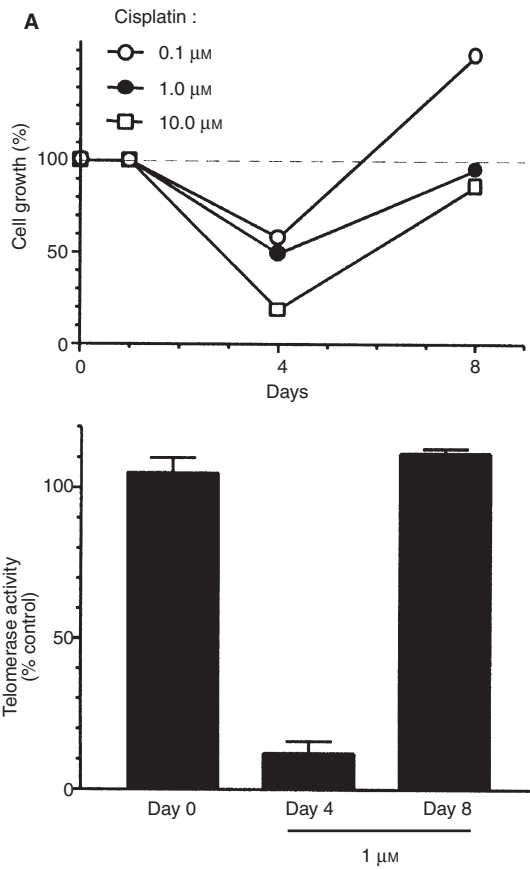 A
Cisplatin :
0.1 μM
1.0 μM
10.0 μM
Cell growth (%)
100
50
0
0 4 8
Days
Telomerase activity
(% control)
100
50
0
Day 0 Day 4 Day 8
1 μM